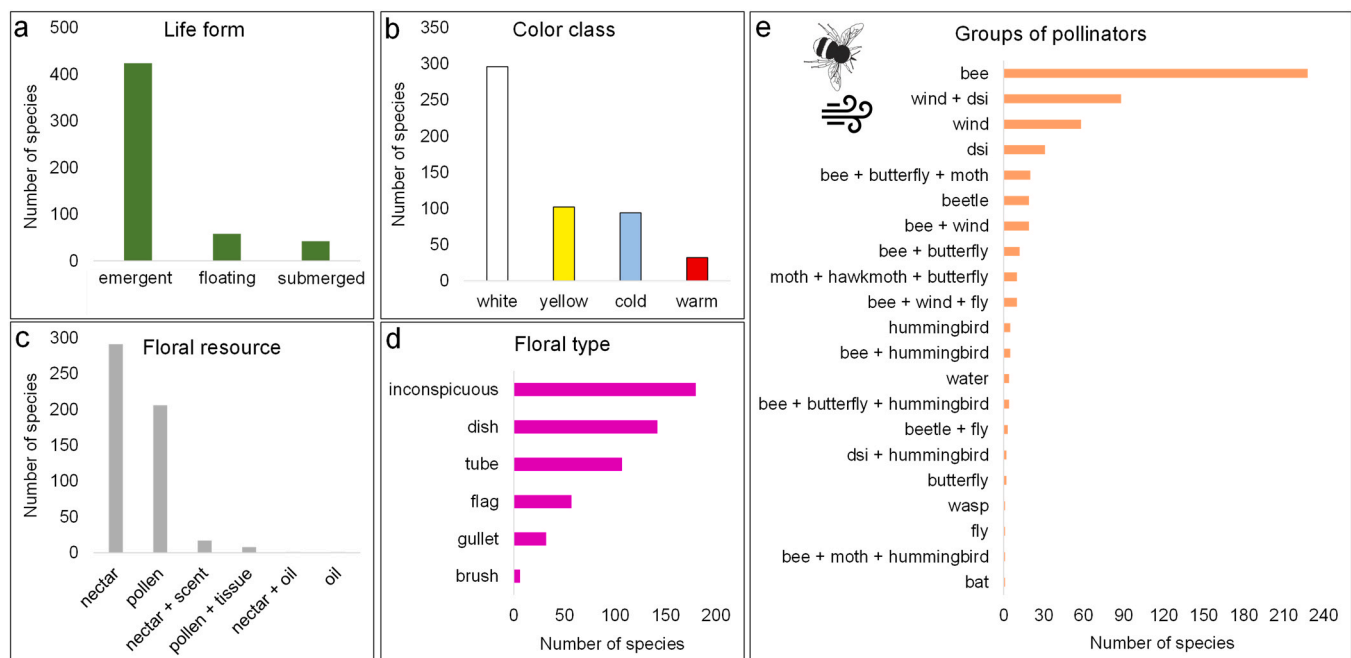 a
Life form
Number of species
500
400
300
200
100
0
emergent
floating
submerged
b
Color class
Number of species
350
300
250
200
150
100
50
0
white
yellow
cold
warm
c
Floral resource
Number of species
300
250
200
150
100
50
0
nectar
pollen
nectar + scent
pollen + tissue
nectar + oil
oil
d
Floral type
inconspicuous
dish
tube
flag
gullet
brush
0
50
100
150
200
Number of species
e
Groups of pollinators
bee
wind + dsi
wind
dsi
bee + butterfly + moth
beetle
bee + wind
bee + butterfly
moth + hawkmoth + butterfly
bee + wind + fly
hummingbird
bee + hummingbird
water
bee + butterfly + hummingbird
beetle + fly
dsi + hummingbird
butterfly
wasp
fly
bee + moth + hummingbird
bat
0
30
60
90
120
150
180
210
240
Number of species